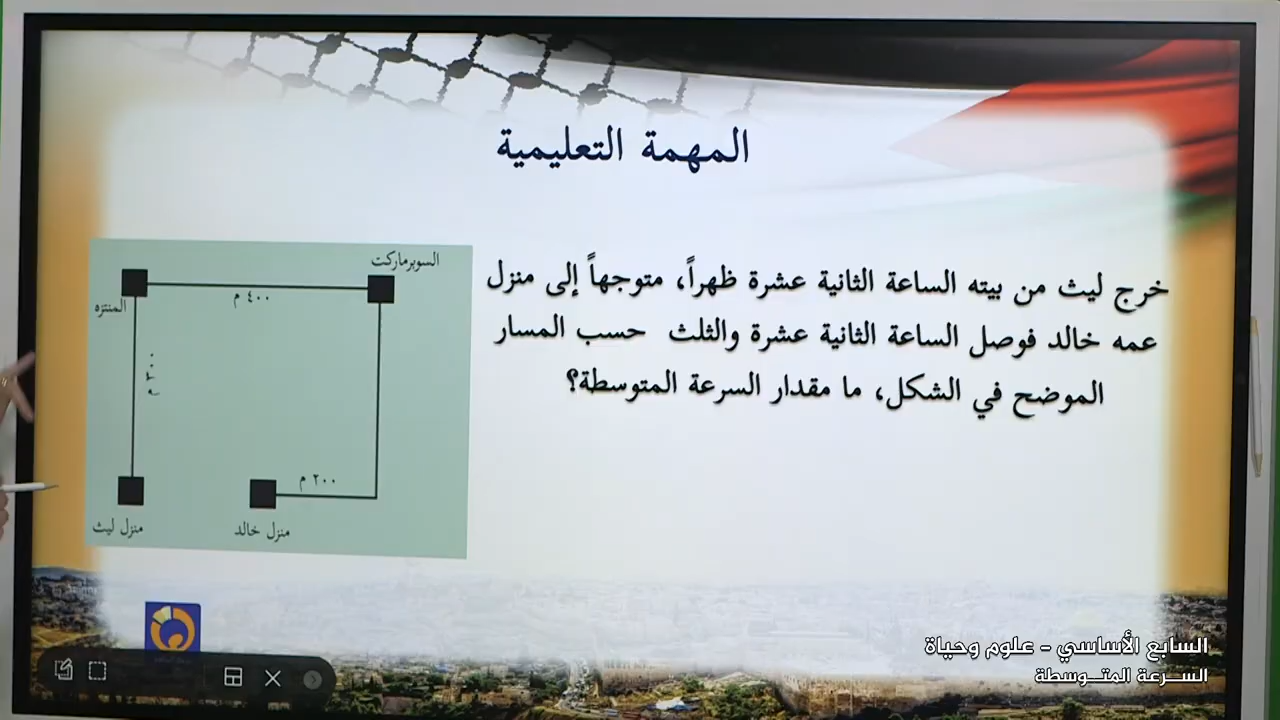 المهمة التعليمية
خرج ليث من بيته الساعة الثانية عشرة ظهراً، متوجهاً إلى منزل
عمه خالد فوصل الساعة الثانية عشرة والثلث حسب المسار
الموضح في الشكل، ما مقدار السرعة المتوسطة؟
السوبرماركت
٤٠٠ م
المنتزه
٣٠٠ م
٢٠٠ م
منزل خالد
منزل ليث
السابع الأساسي - علوم وحياة
السرعة المتوسطة